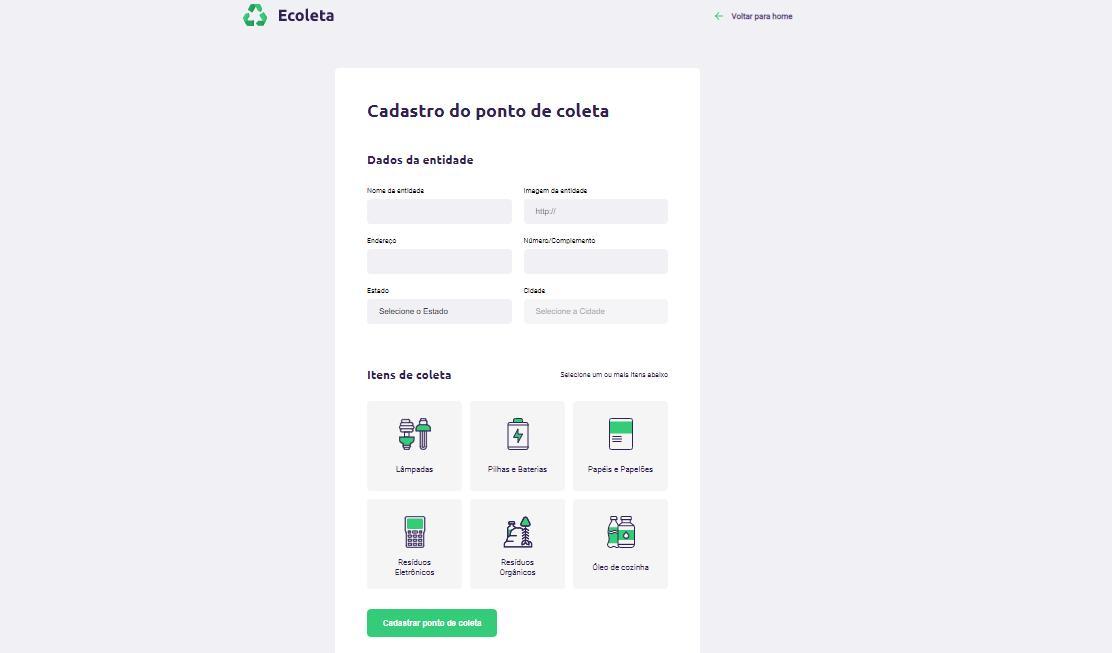 Ecoleta
Voltar para home
Cadastro do ponto de coleta
Dados da entidade
Nome da entidade
Imagem da entidade
http://
Endereço
Número/Complemento
Estado
Cidade
Selecione o Estado
Selecione a Cidade
Itens de coleta
Selecione um ou mais itens abaixo
Lâmpadas
Pilhas e Baterias
Papéis e Papelões
Resíduos
Eletrônicos
Resíduos
Orgânicos
Óleo de cozinha
Cadastrar ponto de coleta